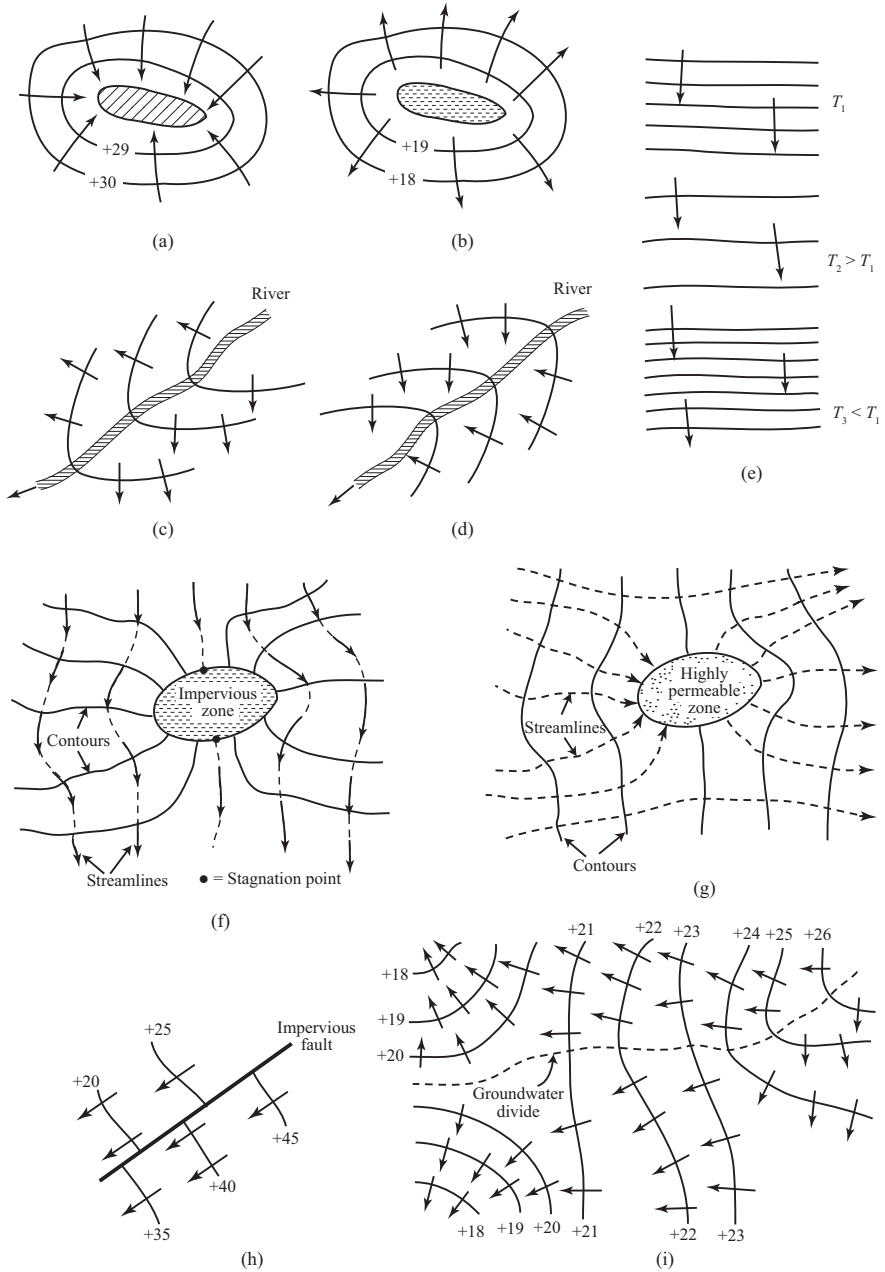 +29
+30
(a)
+19
+18
(b)
T1
T2 > T1
T3 < T1
(e)
River
(c)
River
(d)
Impervious
zone
Contours
Streamlines
● = Stagnation point
(f)
Highly
permeable
zone
Streamlines
Contours
(g)
+25
Impervious
fault
+20
+45
+40
+35
(h)
+21
+22
+23
+24
+25
+26
+18
+19
+20
Groundwater
divide
+18
+19
+20
+21
+22
+23
(i)